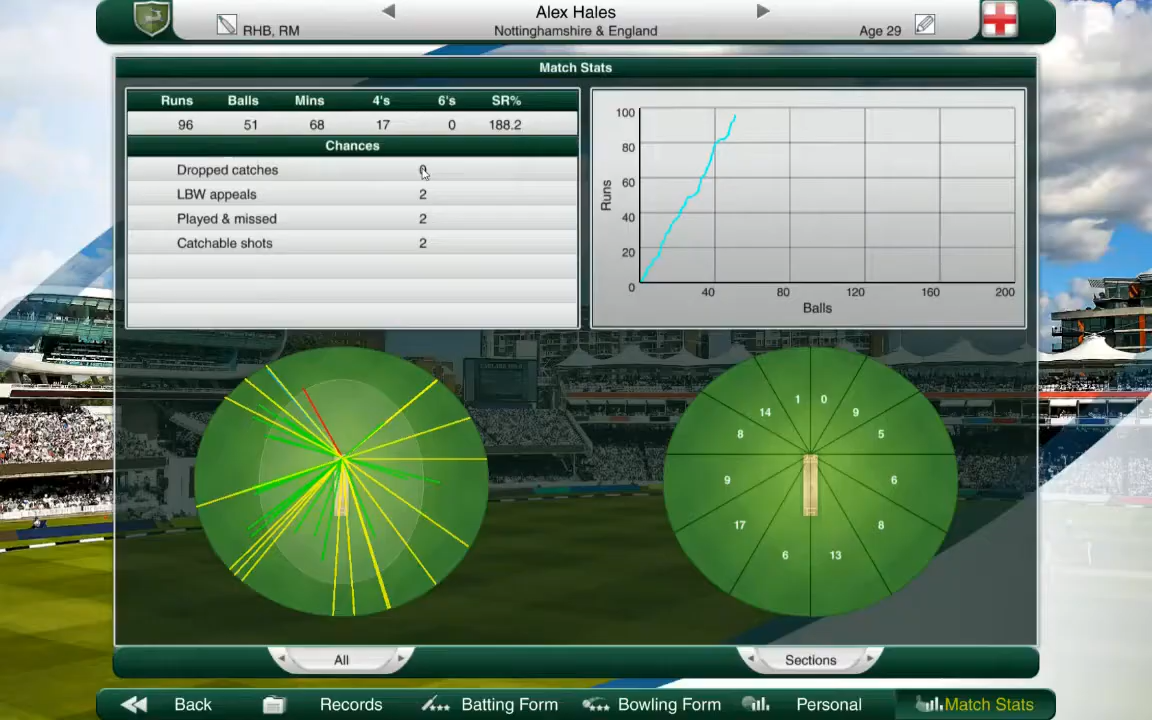 Alex Hales
RHB, RM
Nottinghamshire & England
Age 29
Match Stats
Runs Balls Mins 4's 6's SR%
96 51 68 17 0 188.2
Chances
Dropped catches
LBW appeals 2
Played & missed 2
Catchable shots 2
100
80
60
40
20
0
Runs
40 80 120 160 200
Balls
1 0
14 9
8 5
9 6
17 8
6 13
All
Sections
Back Records Batting Form Bowling Form Personal Match Stats